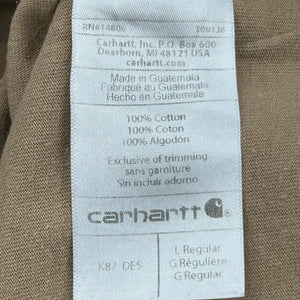 RN#14806 100136
Carhartt, Inc. P.O. Box 600
Dearborn, MI 48121 USA
carhartt.com
Made in Guatemala
Fabriqué au Guatemala
Hecho en Guatemala
100% Cotton
100% Coton
100% Algodón
Exclusive of trimming
sans garniture
Sin incluir adorno
carhartt
K87 DES
L Regular
G Régulière
G Regular